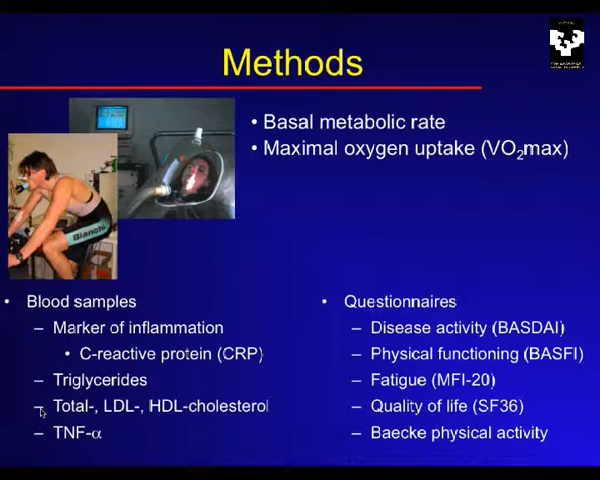 Methods
• Basal metabolic rate
• Maximal oxygen uptake (VO₂max)
Bianchi
• Blood samples
– Marker of inflammation
• C-reactive protein (CRP)
– Triglycerides
– Total-, LDL-, HDL-cholesterol
– TNF-α
• Questionnaires
– Disease activity (BASDAI)
– Physical functioning (BASFI)
– Fatigue (MFI-20)
– Quality of life (SF36)
– Baecke physical activity